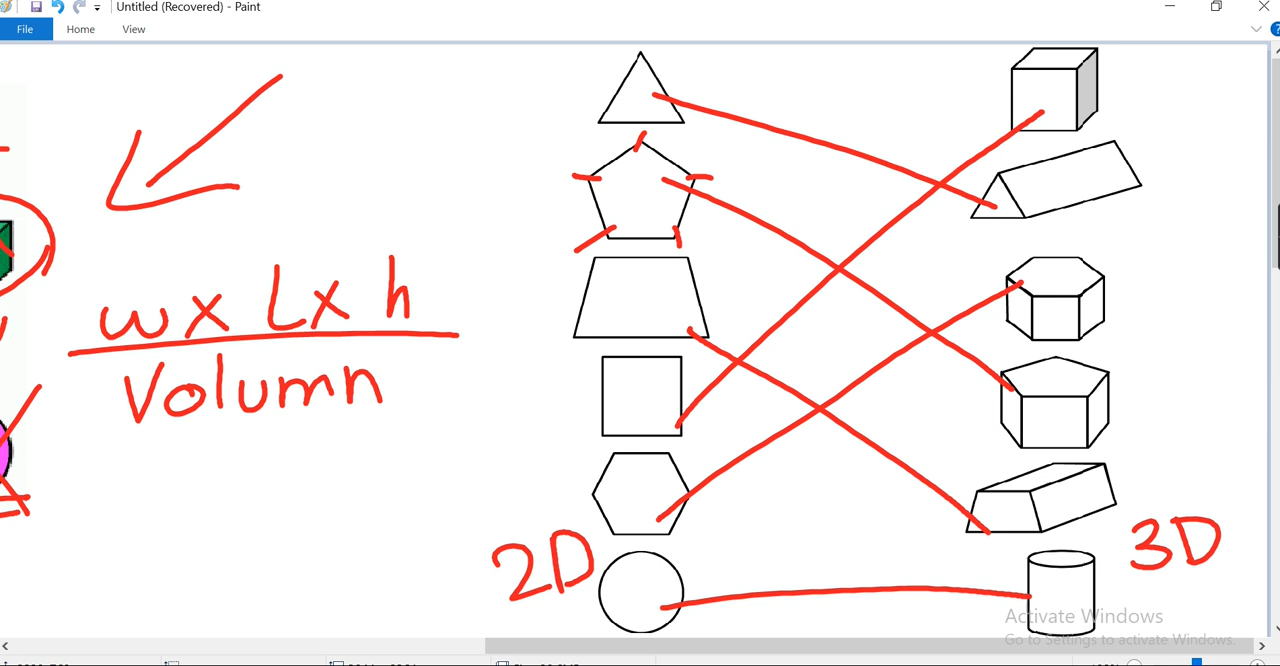 Untitled (Recovered) - Paint
File Home View
w x L x h
Volumn
2D
3D
Activate Windows
Go to Settings to activate Windows.